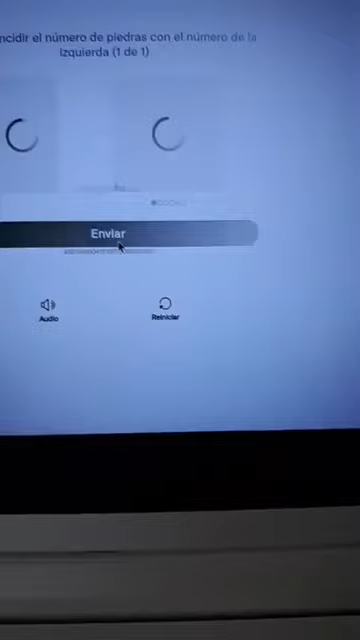 ncidir el número de piedras con el número de la
izquierda (1 de 1)
Enviar
Audio
Reiniciar